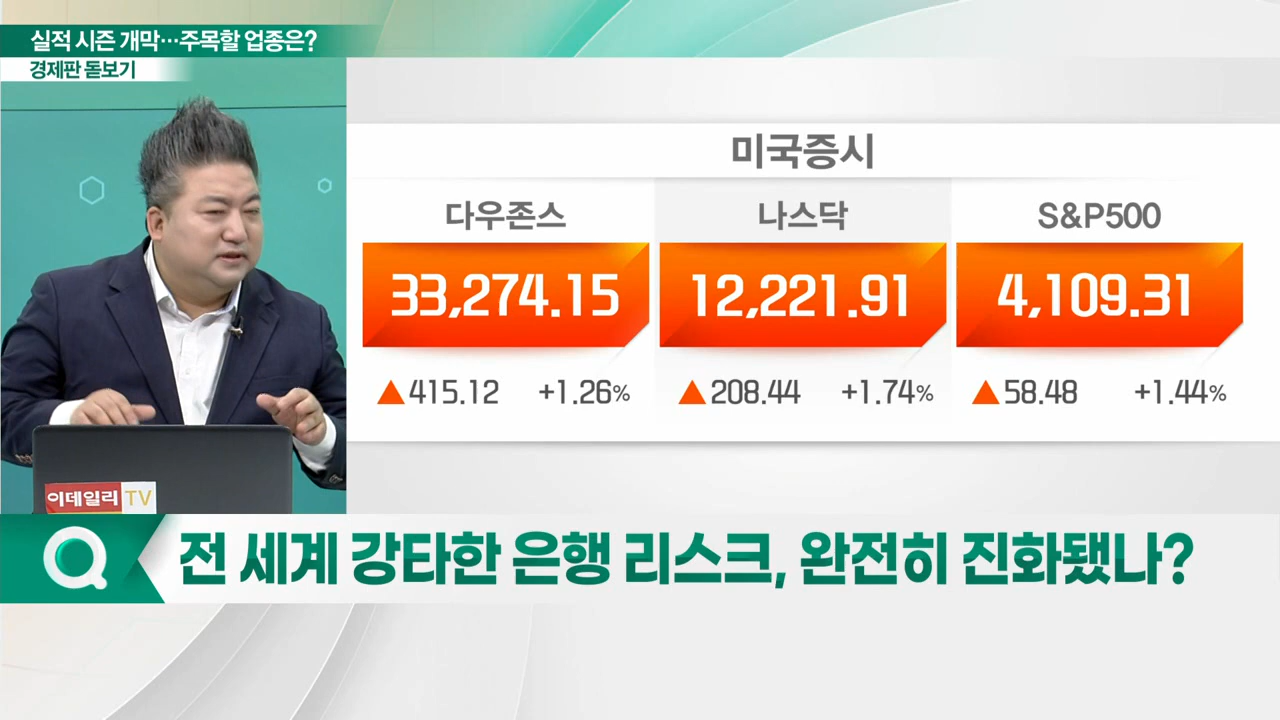 실적 시즌 개막…주목할 업종은?
경제판 돋보기
미국증시
다우존스 나스닥 S&P500
33,274.15 12,221.91 4,109.31
▲415.12 +1.26% ▲208.44 +1.74% ▲58.48 +1.44%
이데일리 TV
Q 전 세계 강타한 은행 리스크, 완전히 진화됐나?